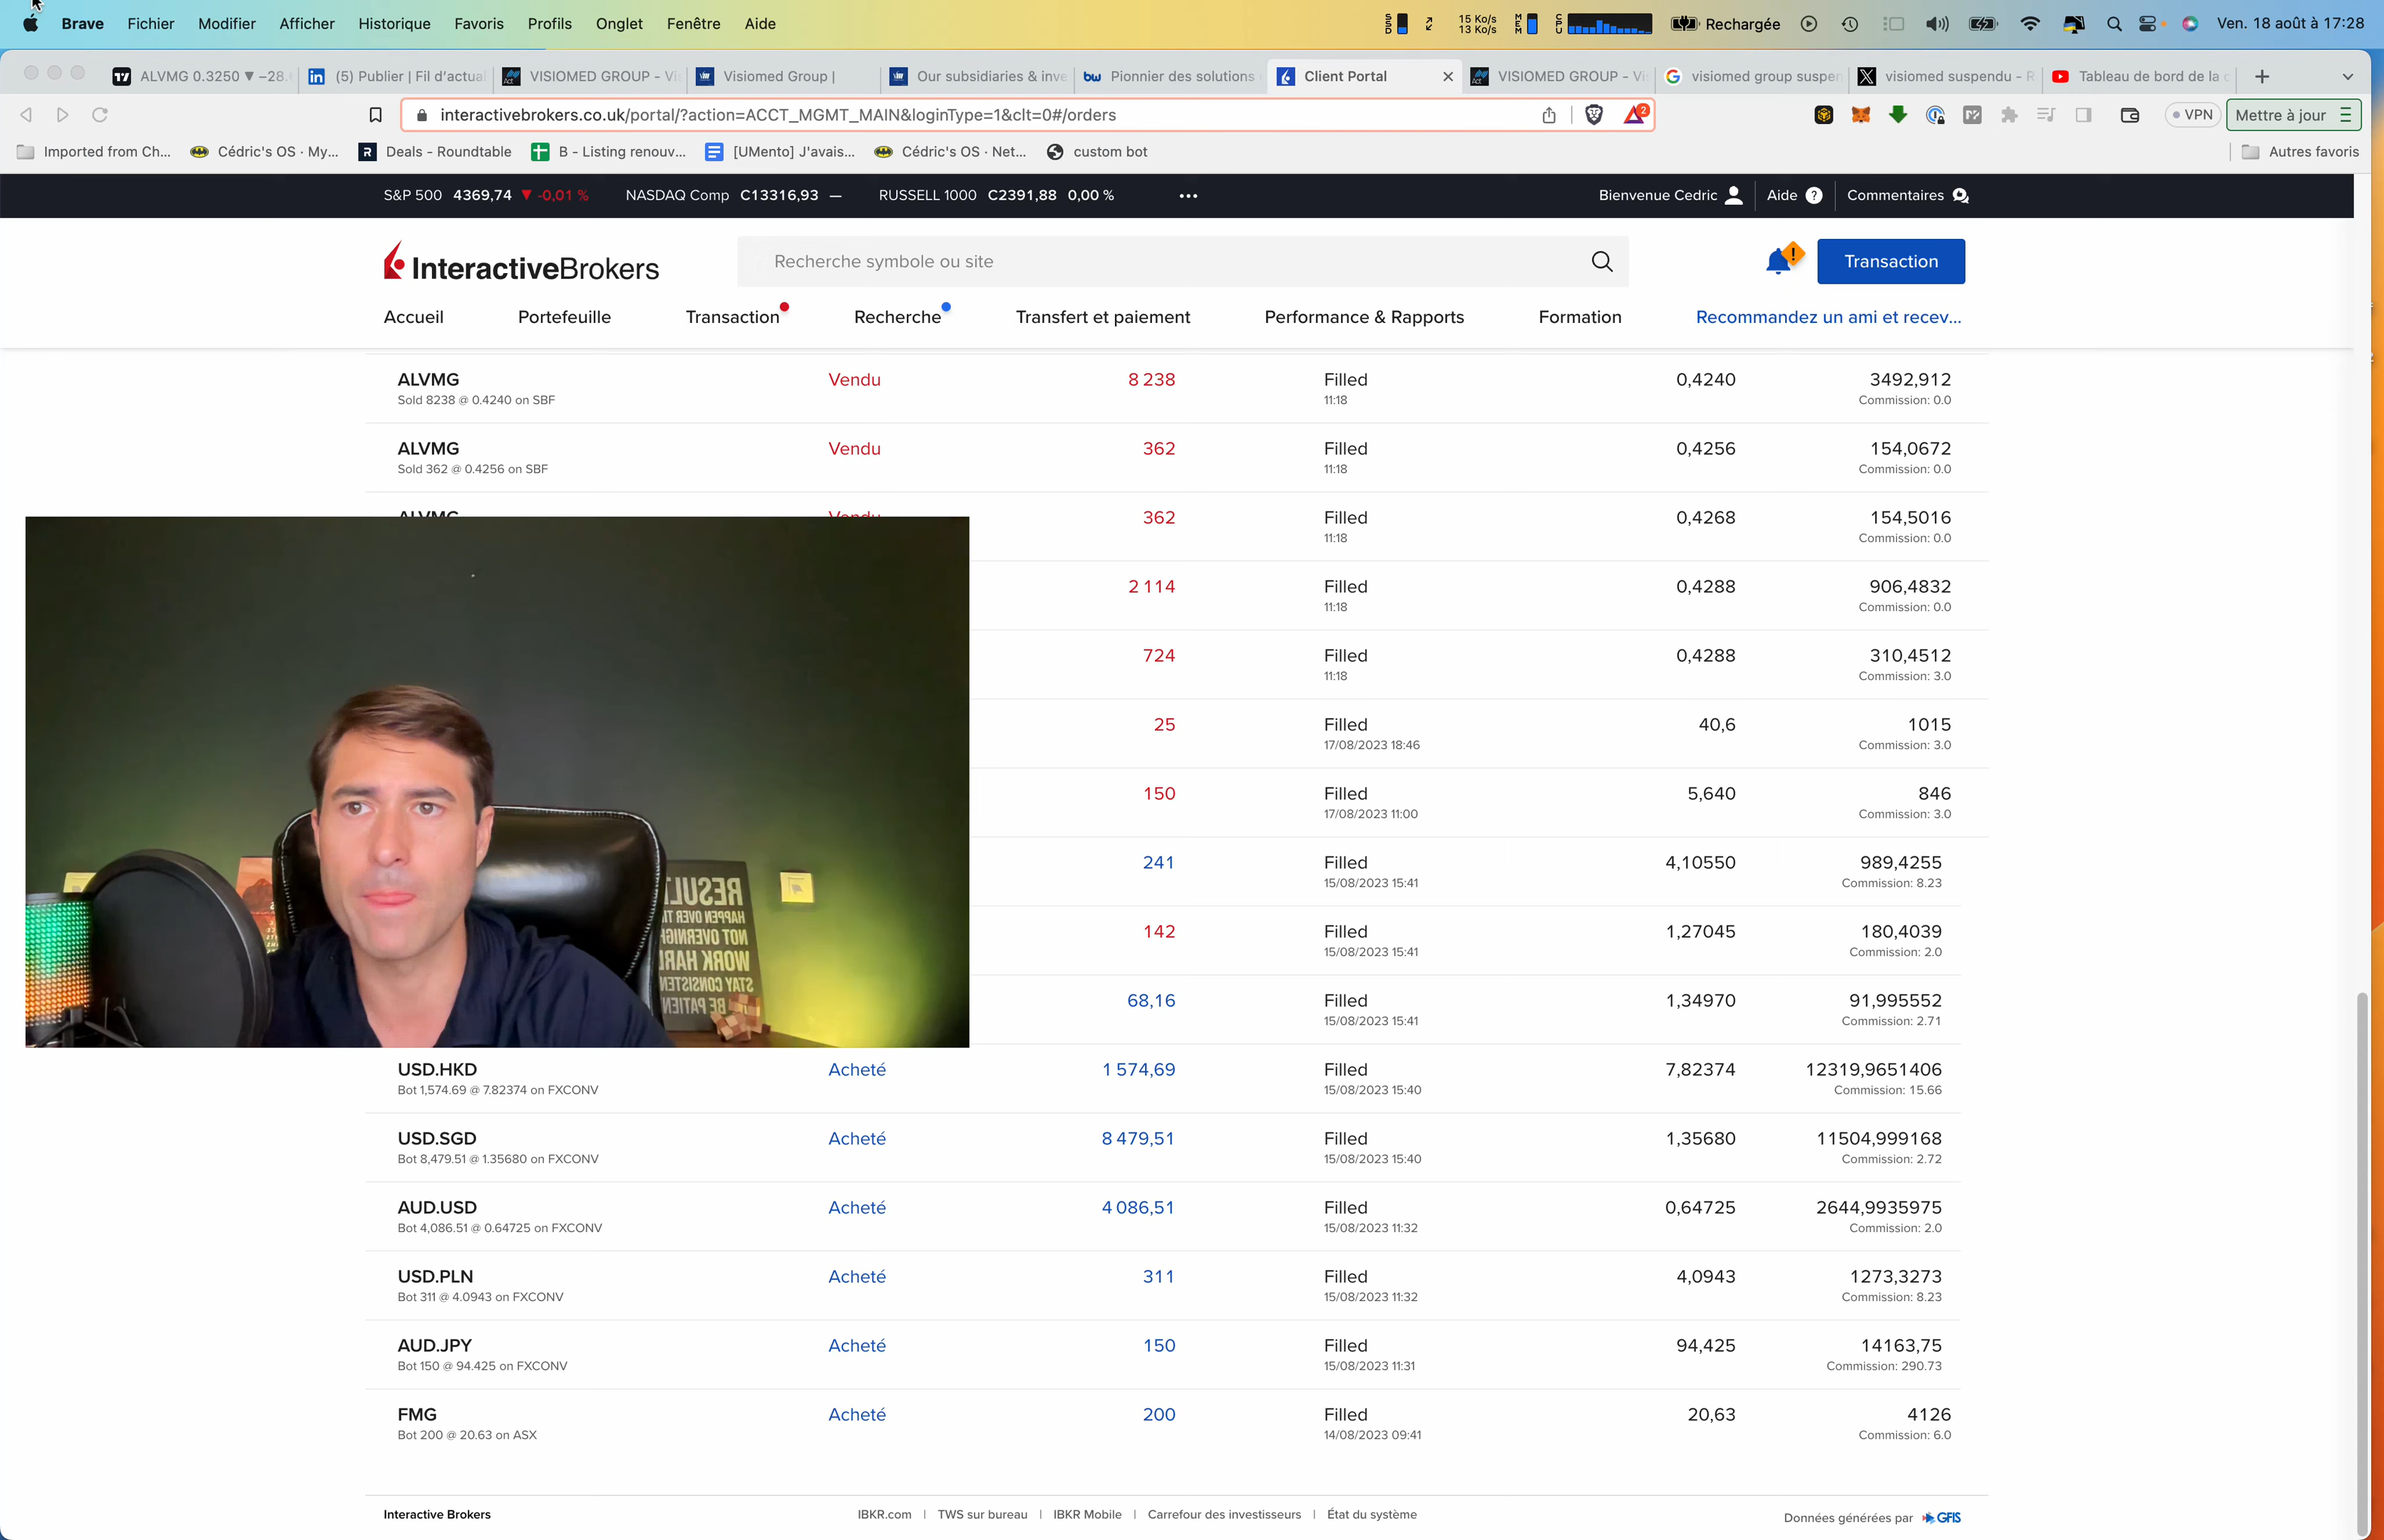 Brave Fichier Modifier Afficher Historique Favoris Profils Onglet Fenêtre Aide SSD 15 Ko/s 13 Ko/s MEM CPU Rechargée Ven. 18 août à 17:28
ALVMG 0.3250 ▼ −28. (5) Publier | Fil d'actua VISIOMED GROUP - Vi Visiomed Group | Our subsidiaries & inve bw Pionnier des solutions Client Portal VISIOMED GROUP - Vi visiomed group suspen visiomed suspendu - R Tableau de bord de la c
interactivebrokers.co.uk/portal/?action=ACCT_MGMT_MAIN&loginType=1&clt=0#/orders 2 VPN Mettre à jour
Imported from Ch... Cédric's OS · My... Deals - Roundtable B - Listing renouv... [UMento] J'avais... Cédric's OS · Net... custom bot Autres favoris
S&P 500 4369,74 ▼ -0,01 % NASDAQ Comp C13316,93 — RUSSELL 1000 C2391,88 0,00 % ••• Bienvenue Cedric Aide ? Commentaires
InteractiveBrokers Recherche symbole ou site Transaction
Accueil Portefeuille Transaction Recherche Transfert et paiement Performance & Rapports Formation Recommandez un ami et recev...
ALVMG Vendu 8 238 Filled 0,4240 3492,912
Sold 8238 @ 0.4240 on SBF 11:18 Commission: 0.0
ALVMG Vendu 362 Filled 0,4256 154,0672
Sold 362 @ 0.4256 on SBF 11:18 Commission: 0.0
ALVMG Vendu 362 Filled 0,4268 154,5016
11:18 Commission: 0.0
2 114 Filled 0,4288 906,4832
11:18 Commission: 0.0
724 Filled 0,4288 310,4512
11:18 Commission: 3.0
25 Filled 40,6 1015
17/08/2023 18:46 Commission: 3.0
150 Filled 5,640 846
17/08/2023 11:00 Commission: 3.0
241 Filled 4,10550 989,4255
15/08/2023 15:41 Commission: 8.23
142 Filled 1,27045 180,4039
15/08/2023 15:41 Commission: 2.0
68,16 Filled 1,34970 91,995552
15/08/2023 15:41 Commission: 2.71
RESUL
HAPPEN OVER TI
NOT OVERNIGH
WORK HARD
STAY CONSISTEN
BE PATIEN
USD.HKD Acheté 1 574,69 Filled 7,82374 12319,9651406
Bot 1,574.69 @ 7.82374 on FXCONV 15/08/2023 15:40 Commission: 15.66
USD.SGD Acheté 8 479,51 Filled 1,35680 11504,999168
Bot 8,479.51 @ 1.35680 on FXCONV 15/08/2023 15:40 Commission: 2.72
AUD.USD Acheté 4 086,51 Filled 0,64725 2644,9935975
Bot 4,086.51 @ 0.64725 on FXCONV 15/08/2023 11:32 Commission: 2.0
USD.PLN Acheté 311 Filled 4,0943 1273,3273
Bot 311 @ 4.0943 on FXCONV 15/08/2023 11:32 Commission: 8.23
AUD.JPY Acheté 150 Filled 94,425 14163,75
Bot 150 @ 94.425 on FXCONV 15/08/2023 11:31 Commission: 290.73
FMG Acheté 200 Filled 20,63 4126
Bot 200 @ 20.63 on ASX 14/08/2023 09:41 Commission: 6.0
Interactive Brokers IBKR.com | TWS sur bureau | IBKR Mobile | Carrefour des investisseurs | État du système Données générées par GFIS